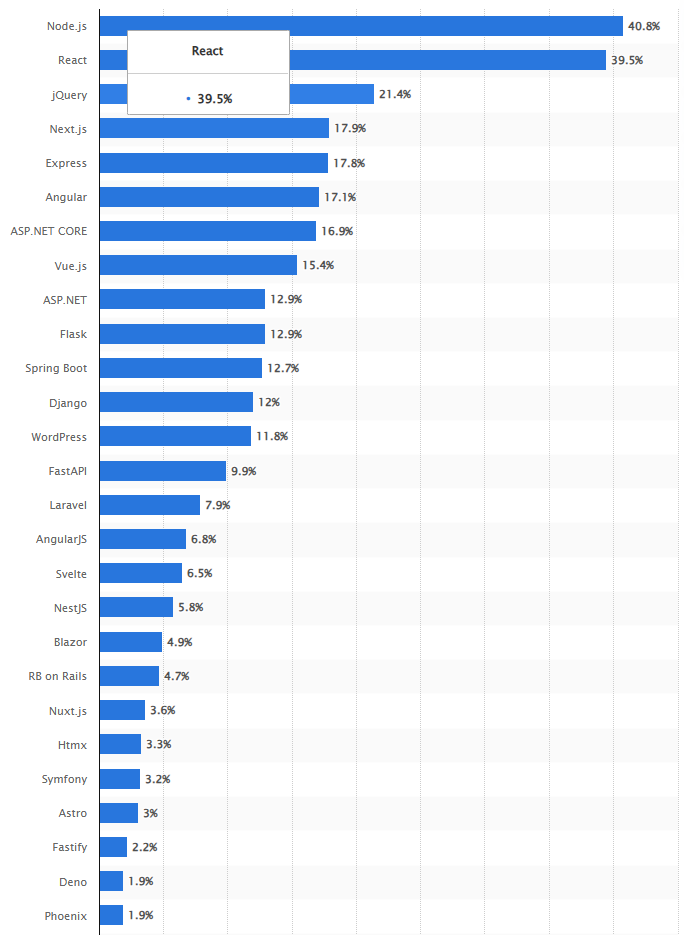 Node.js 40.8%
React
React 39.5%
jQuery 21.4%
• 39.5%
Next.js 17.9%
Express 17.8%
Angular 17.1%
ASP.NET CORE 16.9%
Vue.js 15.4%
ASP.NET 12.9%
Flask 12.9%
Spring Boot 12.7%
Django 12%
WordPress 11.8%
FastAPI 9.9%
Laravel 7.9%
AngularJS 6.8%
Svelte 6.5%
NestJS 5.8%
Blazor 4.9%
RB on Rails 4.7%
Nuxt.js 3.6%
Htmx 3.3%
Symfony 3.2%
Astro 3%
Fastify 2.2%
Deno 1.9%
Phoenix 1.9%